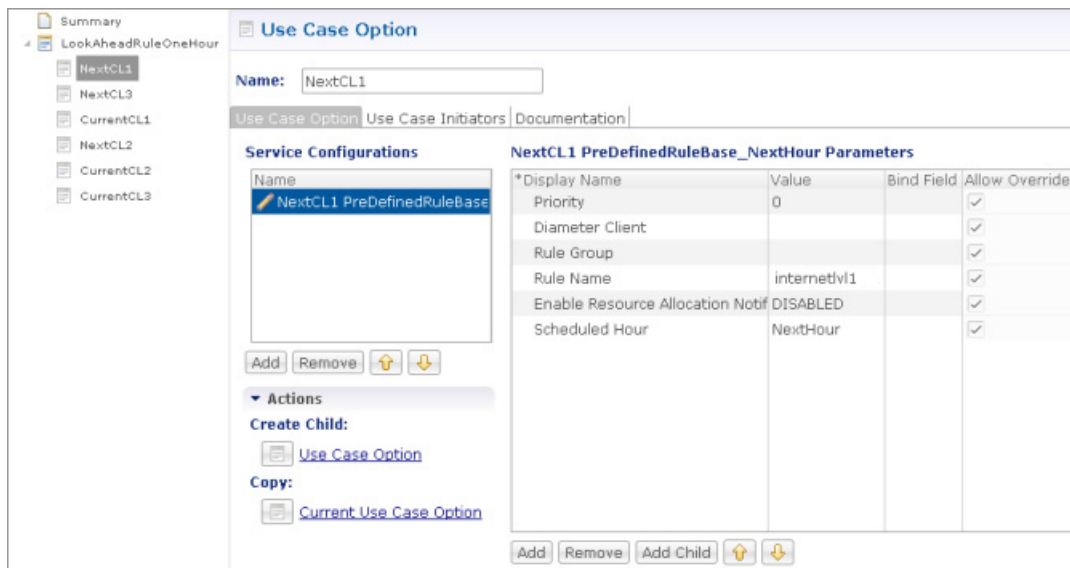 Summary
LookAheadRuleOneHour
NextCL1
NextCL3
CurrentCL1
NextCL2
CurrentCL2
CurrentCL3
Use Case Option
Name: NextCL1
Use Case Option Use Case Initiators Documentation
Service Configurations
Name
NextCL1 PreDefinedRuleBase
Add Remove
Actions
Create Child:
Use Case Option
Copy:
Current Use Case Option
NextCL1 PreDefinedRuleBase_NextHour Parameters
*Display Name Value Bind Field Allow Override
Priority 0
Diameter Client
Rule Group
Rule Name internetlvl1
Enable Resource Allocation Notif DISABLED
Scheduled Hour NextHour
Add Remove Add Child